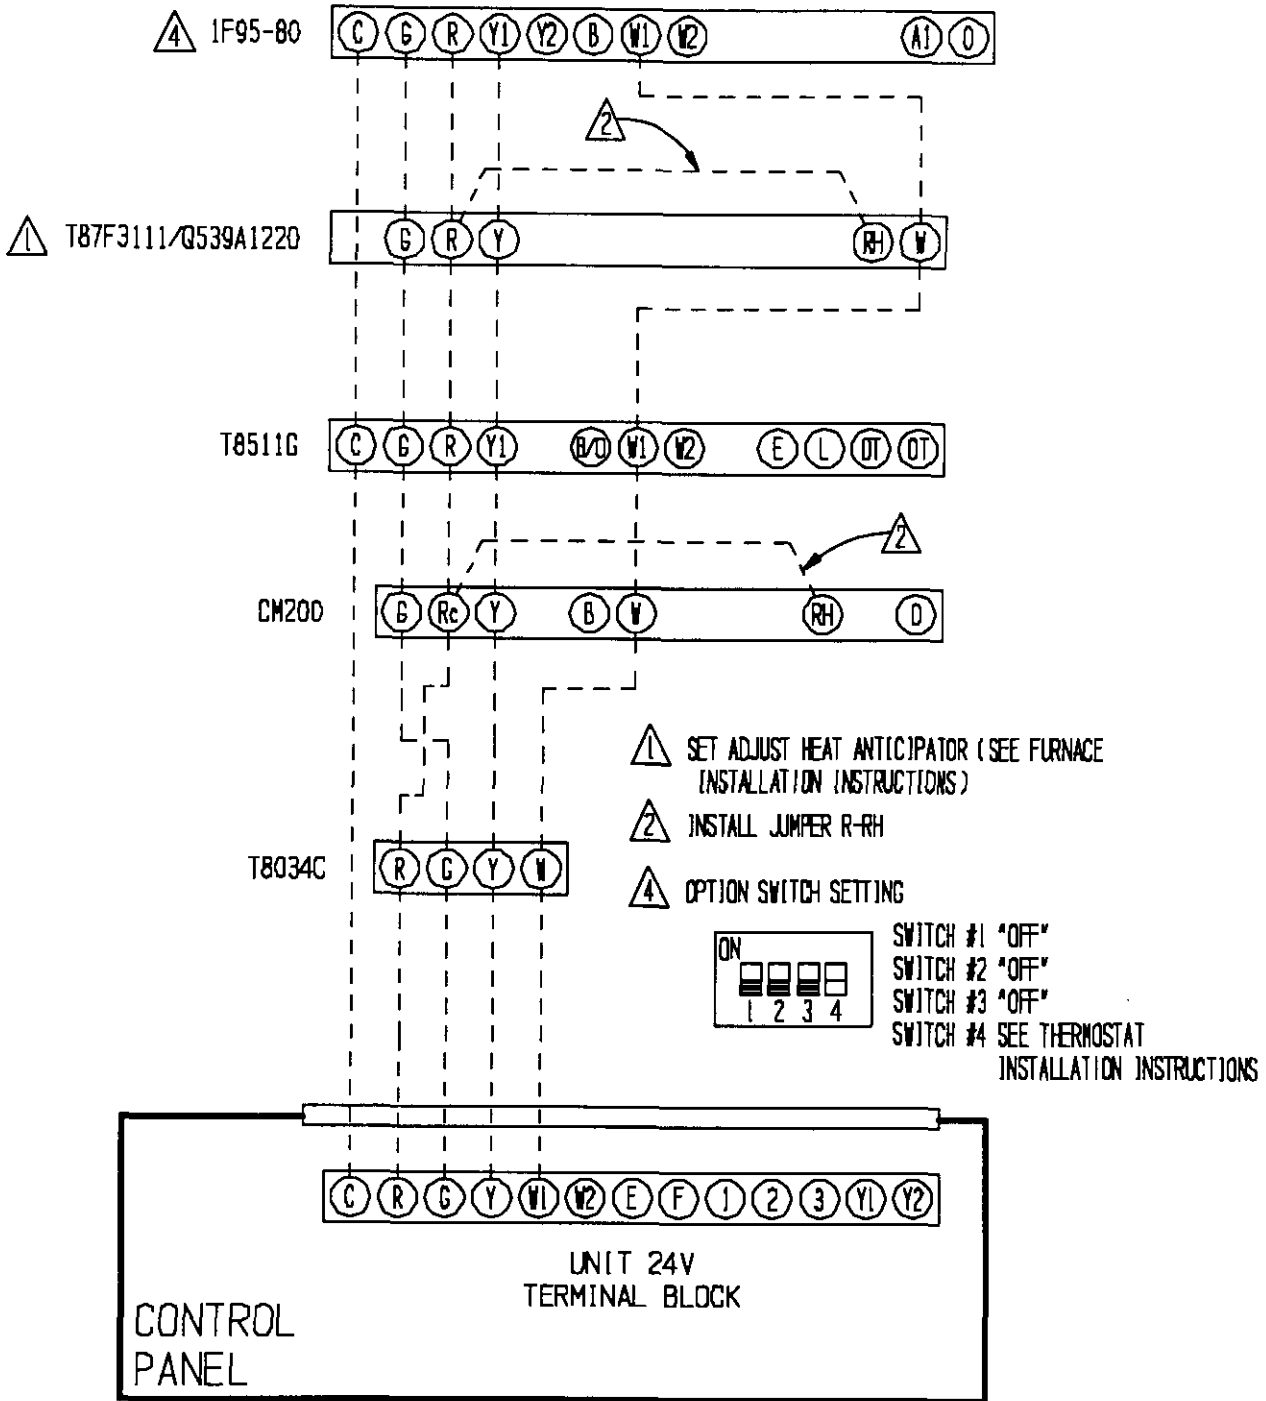 4 1F95-80 C G R Y1 Y2 B W1 W2 A1 O
2
1 T87F3111/Q539A1220 G R Y RH W
T8511G C G R Y1 B/O W1 W2 E L OT OT
2
CM200 G Rc Y B W RH O
1 SET ADJUST HEAT ANTICIPATOR (SEE FURNACE
INSTALLATION INSTRUCTIONS)
2 INSTALL JUMPER R-RH
T8034C R G Y W
4 OPTION SWITCH SETTING
ON
1 2 3 4
SWITCH #1 "OFF"
SWITCH #2 "OFF"
SWITCH #3 "OFF"
SWITCH #4 SEE THERMOSTAT
INSTALLATION INSTRUCTIONS
C R G Y W1 W2 E F 1 2 3 Y1 Y2
UNIT 24V
TERMINAL BLOCK
CONTROL
PANEL